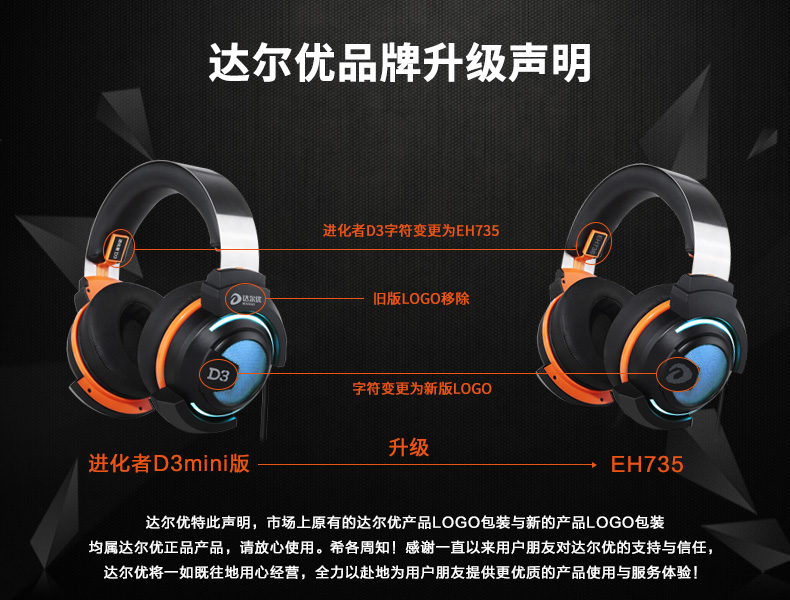 达尔优品牌升级声明
进化者D3字符变更为EH735
EH735
达尔优
旧版LOGO移除
D3
字符变更为新版LOGO
升级
进化者D3mini版
EH735
达尔优特此声明，市场上原有的达尔优产品LOGO包装与新的产品LOGO包装
均属达尔优正品产品，请放心使用。希各周知！感谢一直以来用户朋友对达尔优的支持与信任，
达尔优将一如既往地用心经营，全力以赴地为用户朋友提供更优质的产品使用与服务体验！